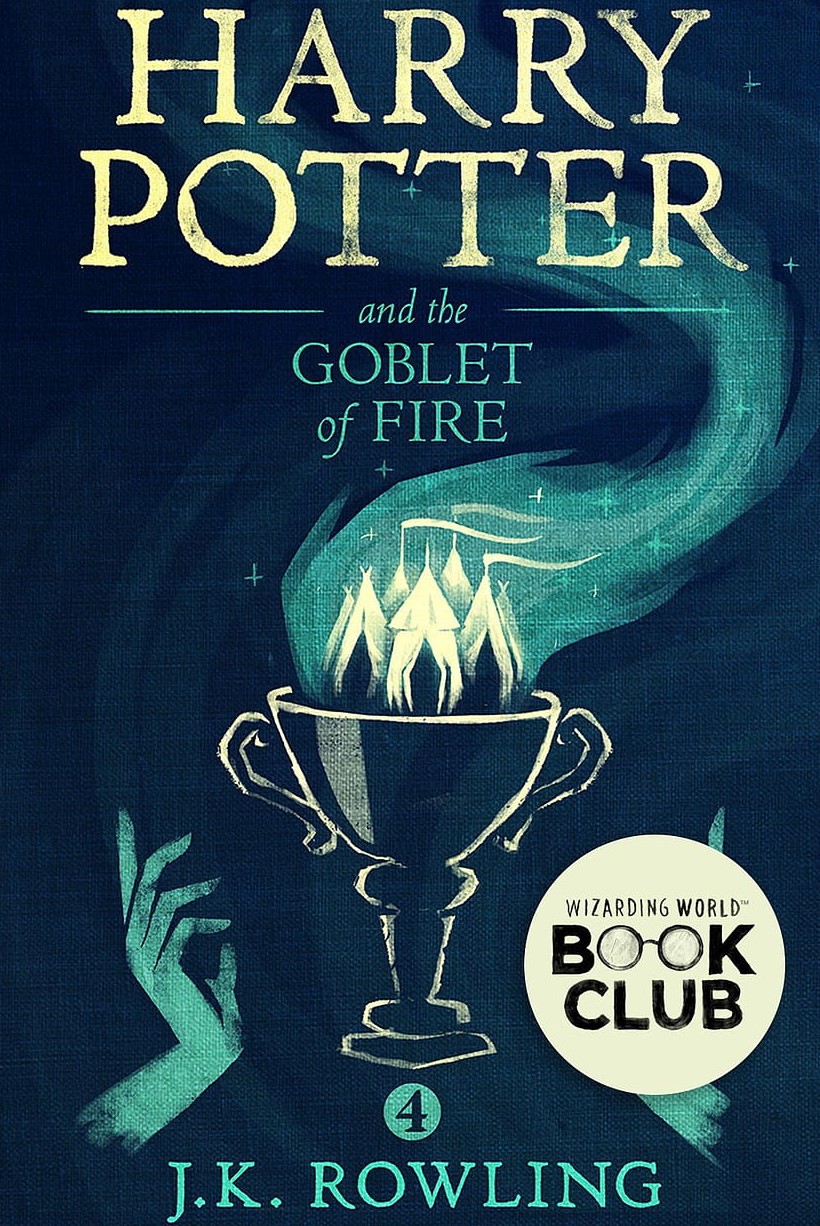 HARRY
POTTER
and the
GOBLET
of FIRE
WIZARDING WORLD™
BOOK
CLUB
4
J.K. ROWLING